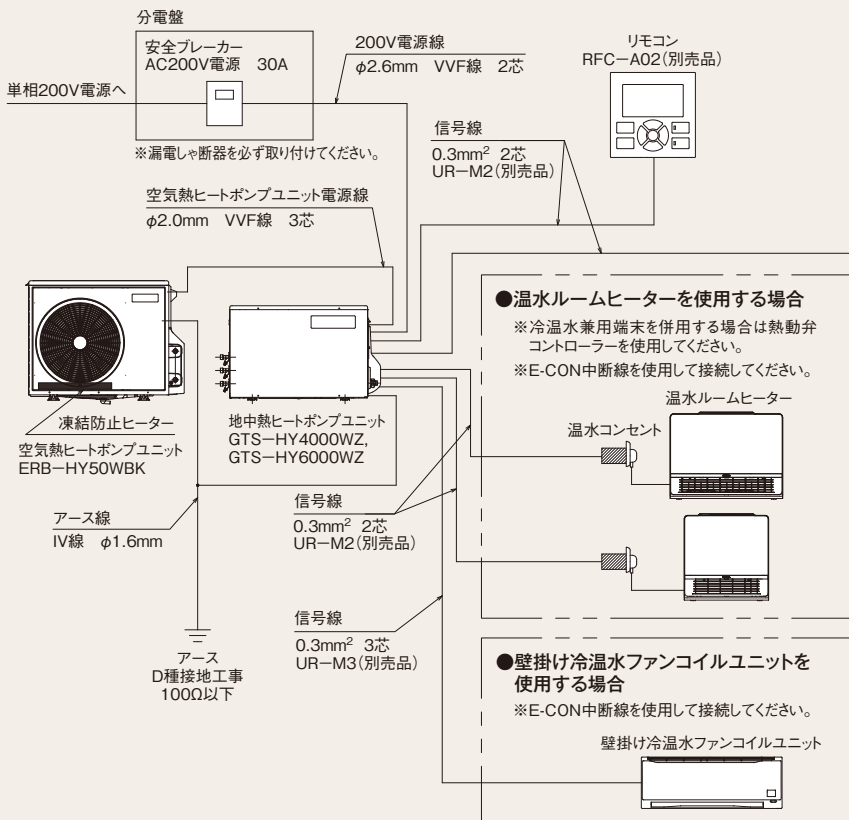 分電盤
安全ブレーカー
AC200V電源　30A
単相200V電源へ
※漏電しゃ断器を必ず取り付けてください。
200V電源線
φ2.6mm　VVF線　2芯
リモコン
RFC－A02（別売品）
信号線
0.3mm² 2芯
UR－M2（別売品）
空気熱ヒートポンプユニット電源線
φ2.0mm　VVF線　3芯
凍結防止ヒーター
空気熱ヒートポンプユニット
ERB－HY50WBK
地中熱ヒートポンプユニット
GTS－HY4000WZ,
GTS－HY6000WZ
アース線
IV線　φ1.6mm
アース
D種接地工事
100Ω以下
信号線
0.3mm² 2芯
UR－M2（別売品）
信号線
0.3mm² 3芯
UR－M3（別売品）
●温水ルームヒーターを使用する場合
※冷温水兼用端末を併用する場合は熱動弁
コントローラーを使用してください。
※E-CON中断線を使用して接続してください。
温水ルームヒーター
温水コンセント
●壁掛け冷温水ファンコイルユニットを
使用する場合
※E-CON中断線を使用して接続してください。
壁掛け冷温水ファンコイルユニット